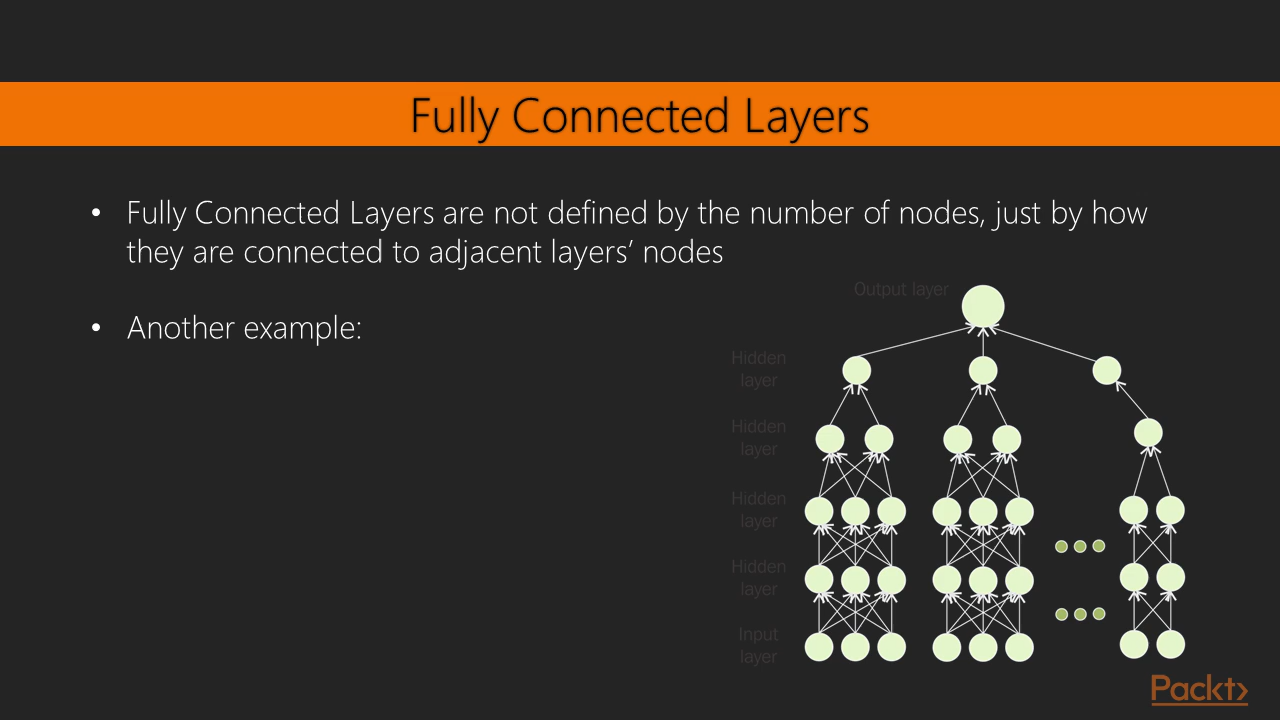 Fully Connected Layers
• Fully Connected Layers are not defined by the number of nodes, just by how
they are connected to adjacent layers’ nodes
• Another example:
Output layer
Hidden
layer
Hidden
layer
Hidden
layer
Hidden
layer
Input
layer
Packt>